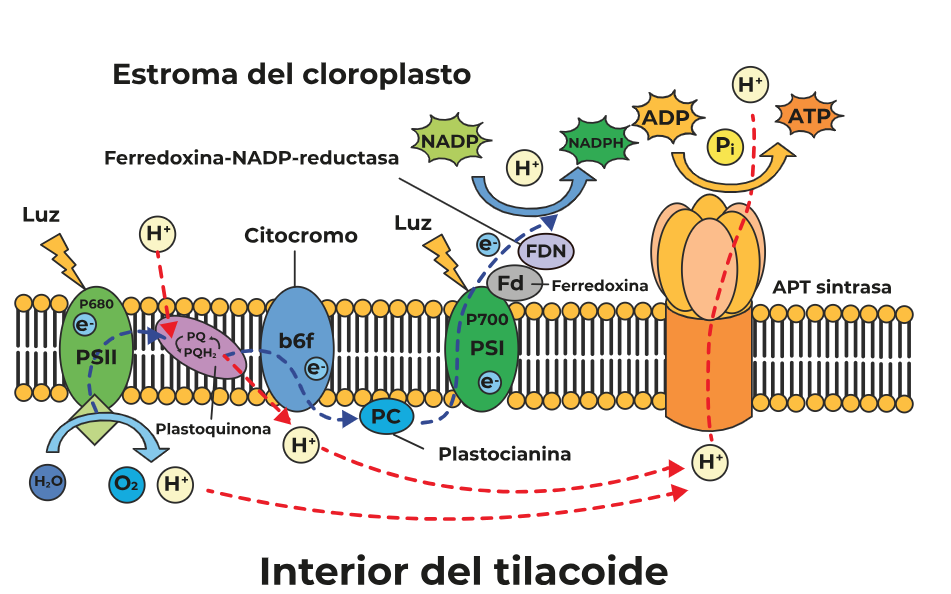 Estroma del cloroplasto
H⁺
ADP
ATP
Pᵢ
NADP
NADPH
H⁺
Ferredoxina-NADP-reductasa
Luz
H⁺
Citocromo
Luz
e⁻
FDN
Fd
Ferredoxina
APT sintrasa
P680
e⁻
PSII
PQ
PQH₂
b6f
e⁻
P700
PSI
e⁻
PC
Plastoquinona
H⁺
Plastocianina
H⁺
H₂O
O₂
H⁺
Interior del tilacoide